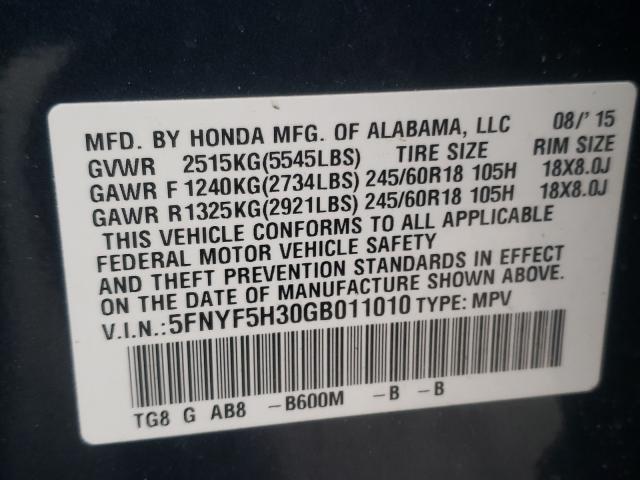 MFD. BY HONDA MFG. OF ALABAMA, LLC 08/'15
GVWR 2515KG(5545LBS) TIRE SIZE RIM SIZE
GAWR F 1240KG(2734LBS) 245/60R18 105H 18X8.0J
GAWR R1325KG(2921LBS) 245/60R18 105H 18X8.0J
THIS VEHICLE CONFORMS TO ALL APPLICABLE
FEDERAL MOTOR VEHICLE SAFETY
AND THEFT PREVENTION STANDARDS IN EFFECT
ON THE DATE OF MANUFACTURE SHOWN ABOVE.
V.I.N.:5FNYF5H30GB011010 TYPE: MPV
TG8 G AB8 -B600M -B -B